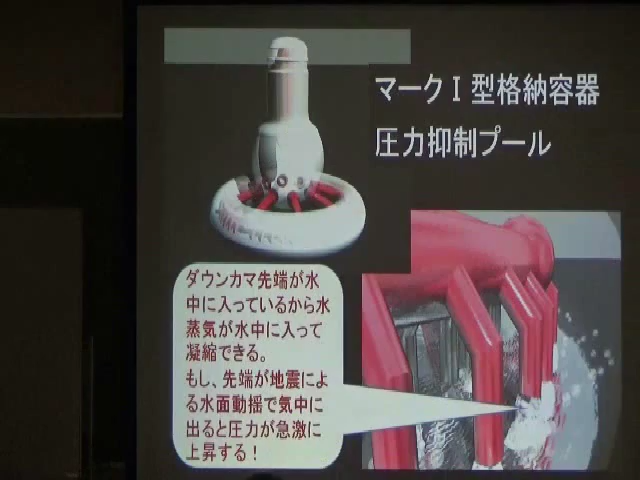 マークⅠ型格納容器
圧力抑制プール
ダウンカマ先端が水
中に入っているから水
蒸気が水中に入って
凝縮できる。
もし、先端が地震によ
る水面動揺で気中に
出ると圧力が急激に
上昇する！